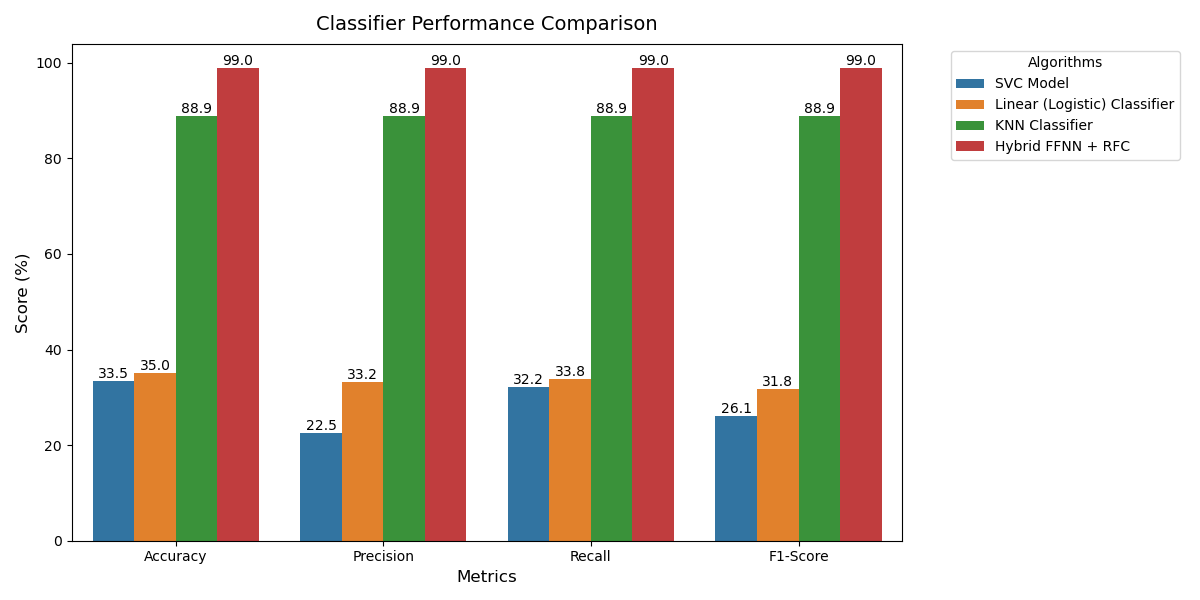 Classifier Performance Comparison
Score (%)
100
80
60
40
20
0
33.5
35.0
88.9
99.0
22.5
33.2
88.9
99.0
32.2
33.8
88.9
99.0
26.1
31.8
88.9
99.0
Accuracy
Precision
Recall
F1-Score
Metrics
Algorithms
SVC Model
Linear (Logistic) Classifier
KNN Classifier
Hybrid FFNN + RFC